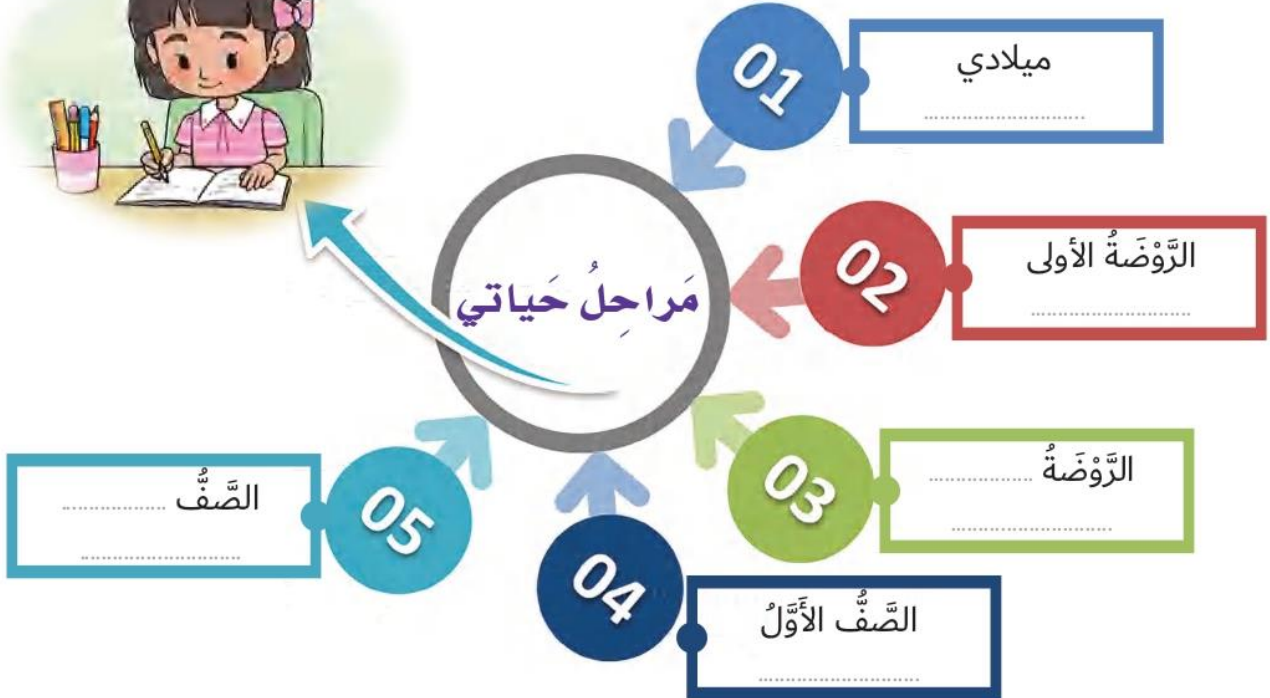 01
ميلادي
...........................
02
الرَّوْضَةُ الأولى
...........................
مَراحِلُ حَياتي
03
الرَّوْضَةُ .................
...........................
04
الصَّفُّ الأَوَّلُ
...........................
05
الصَّفُّ .................
...........................